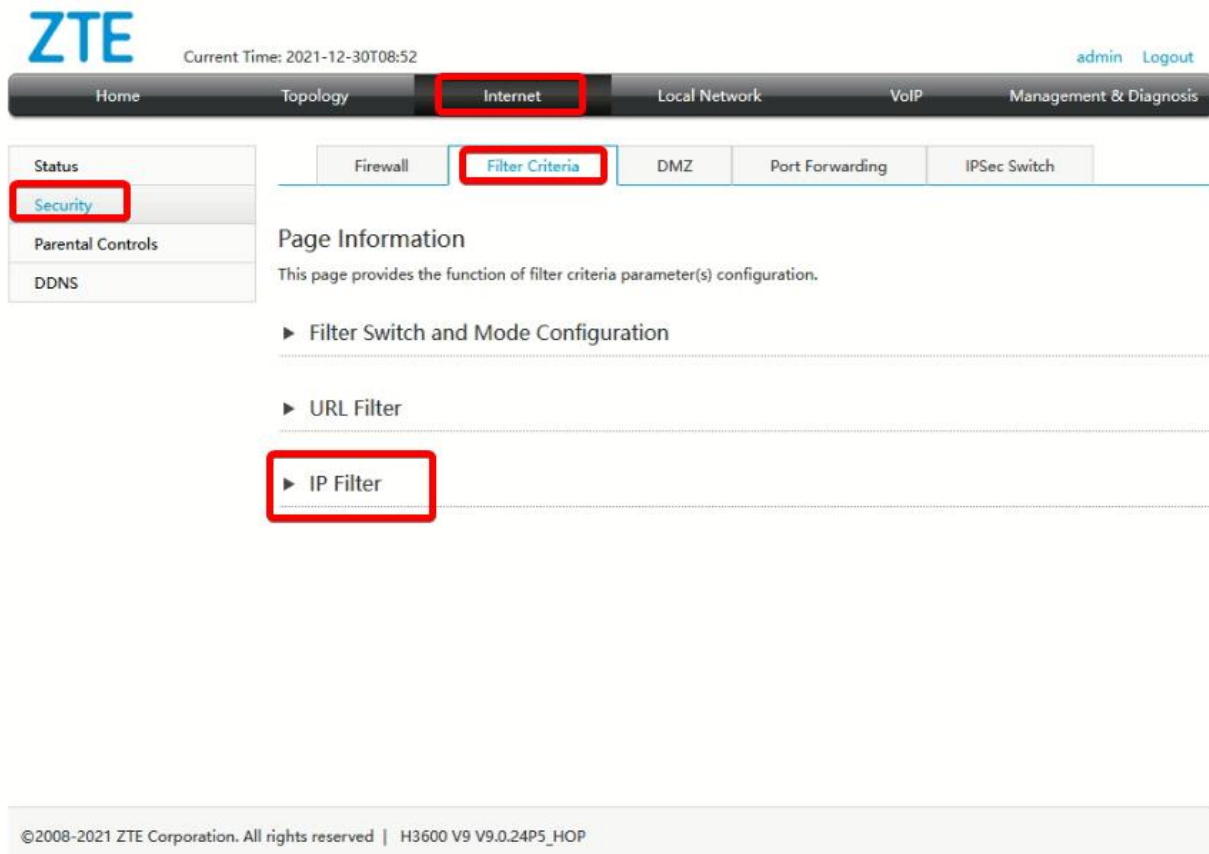 ZTE
Current Time: 2021-12-30T08:52
admin Logout
Home Topology Internet Local Network VoIP Management & Diagnosis
Status
Security
Parental Controls
DDNS
Firewall Filter Criteria DMZ Port Forwarding IPSec Switch
Page Information
This page provides the function of filter criteria parameter(s) configuration.
Filter Switch and Mode Configuration
URL Filter
IP Filter
©2008-2021 ZTE Corporation. All rights reserved | H3600 V9 V9.0.24P5_HOP